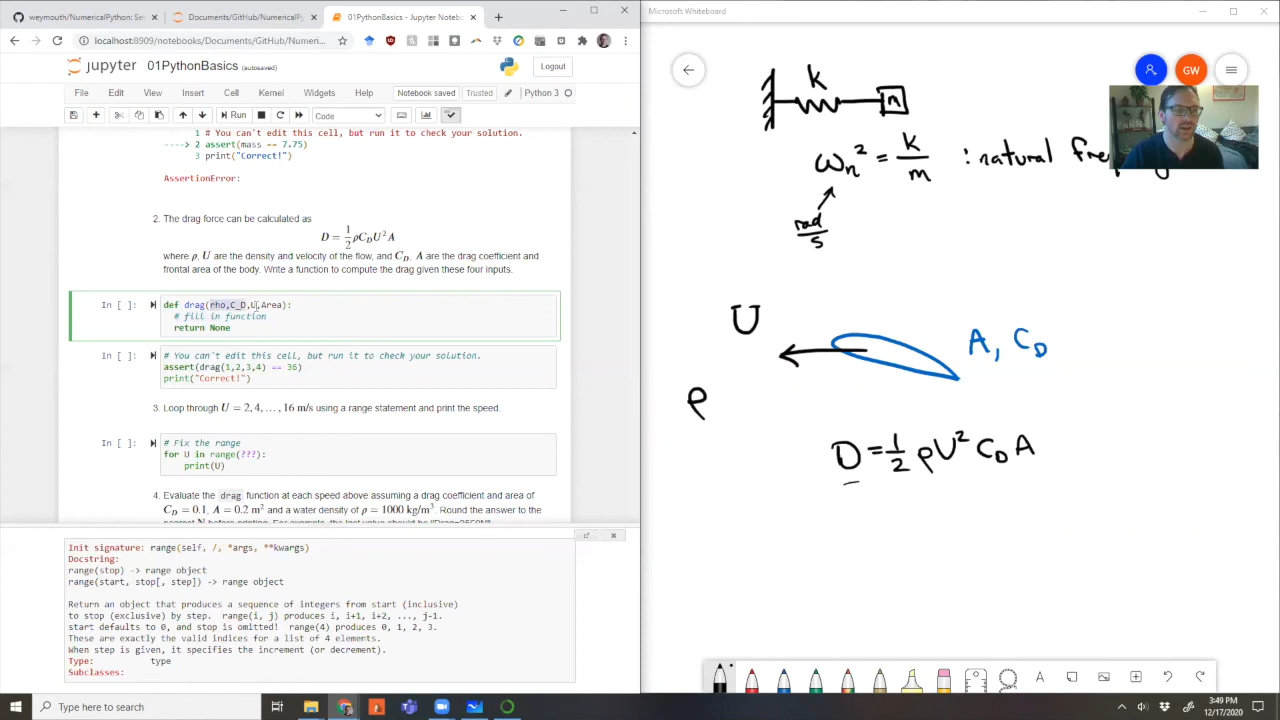 weymouth/NumericalPython: Se
Documents/GitHub/NumericalPy
01PythonBasics - Jupyter Noteb
localhost:8909/notebooks/Documents/GitHub/Numeri...
jupyter 01PythonBasics (autosaved)
Logout
File Edit View Insert Cell Kernel Widgets Help
Notebook saved Trusted Python 3
Run Code
1 # You can't edit this cell, but run it to check your solution.
----> 2 assert(mass == 7.75)
3 print("Correct!")
AssertionError:
2. The drag force can be calculated as
D = 1/2 ρC_D U² A
where ρ, U are the density and velocity of the flow, and C_D, A are the drag coefficient and
frontal area of the body. Write a function to compute the drag given these four inputs.
In [ ]: def drag(rho,C_D,U,Area):
# fill in function
return None
In [ ]: # You can't edit this cell, but run it to check your solution.
assert(drag(1,2,3,4) == 36)
print("Correct!")
3. Loop through U = 2, 4, ..., 16 m/s using a range statement and print the speed.
In [ ]: # Fix the range
for U in range(???):
print(U)
4. Evaluate the drag function at each speed above assuming a drag coefficient and area of
C_D = 0.1, A = 0.2 m² and a water density of ρ = 1000 kg/m³. Round the answer to the
Init signature: range(self, /, *args, **kwargs)
Docstring:
range(stop) -> range object
range(start, stop[, step]) -> range object
Return an object that produces a sequence of integers from start (inclusive)
to stop (exclusive) by step. range(i, j) produces i, i+1, i+2, ..., j-1.
start defaults to 0, and stop is omitted! range(4) produces 0, 1, 2, 3.
These are exactly the valid indices for a list of 4 elements.
When step is given, it specifies the increment (or decrement).
Type: type
Subclasses:
Microsoft Whiteboard
GW
k
m
ω_n² = k/m : natural
rad/s
U
A, C_D
ρ
D = 1/2 ρU² C_D A
Type here to search
3:49 PM
12/17/2020